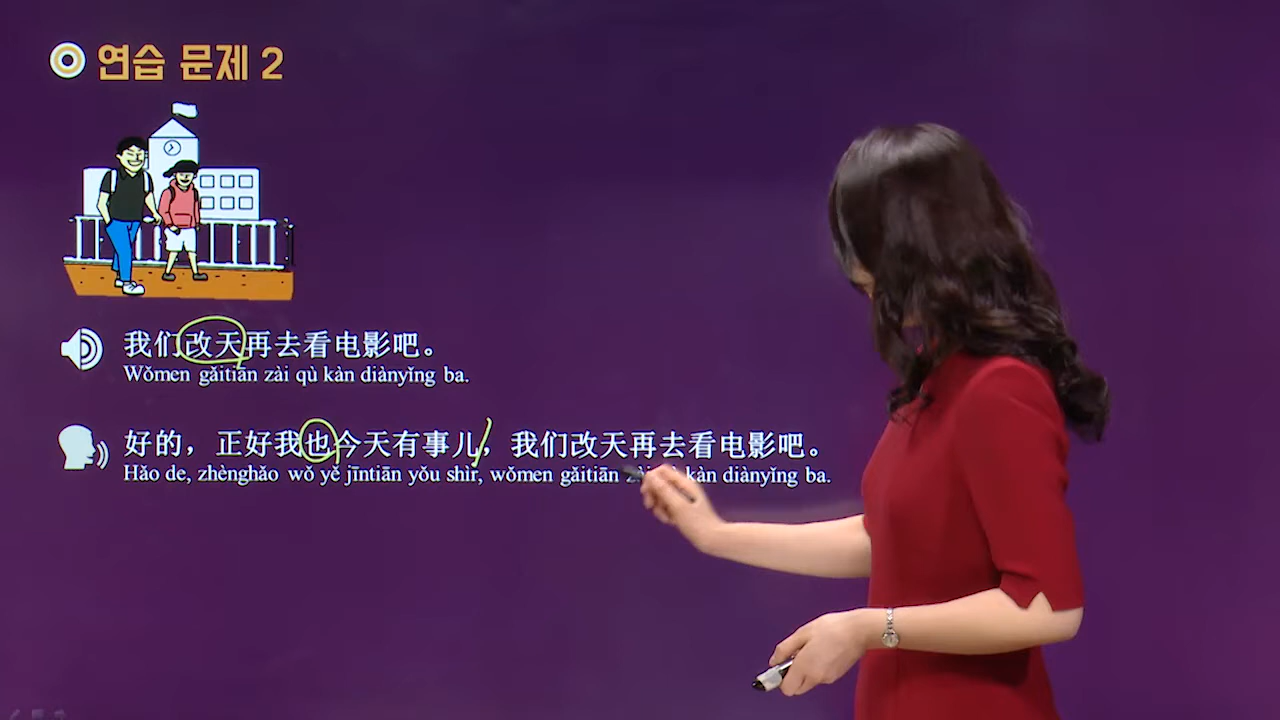 연습 문제 2
我们改天再去看电影吧。
Wǒmen gǎitiān zài qù kàn diànyǐng ba.
好的，正好我也今天有事儿，我们改天再去看电影吧。
Hǎo de, zhènghǎo wǒ yě jīntiān yǒu shìr, wǒmen gǎitiān kàn diànyǐng ba.